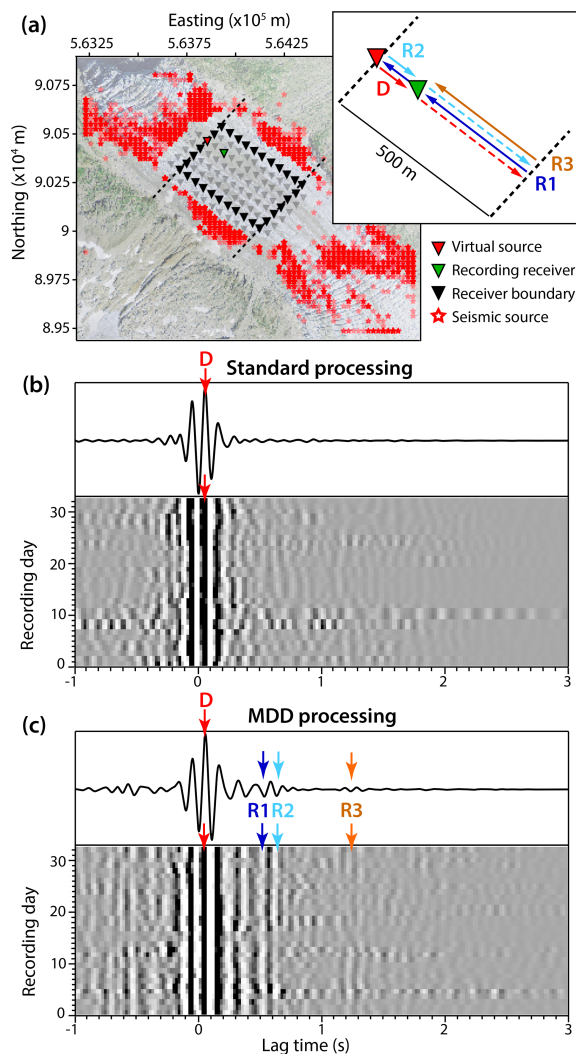 (a)
Easting (x10⁵ m)
5.6325 5.6395 5.6425
Northing (x10⁴ m)
9.075
9.05
9.025
9
8.975
8.95
R2
D
500 m
R3
R1
Virtual source
Recording receiver
Receiver boundary
Seismic source
(b)
D
Standard processing
Recording day
30
20
10
0
-1 0 1 2 3
(c)
D
MDD processing
R1 R2 R3
Recording day
30
20
10
0
-1 0 1 2 3
Lag time (s)